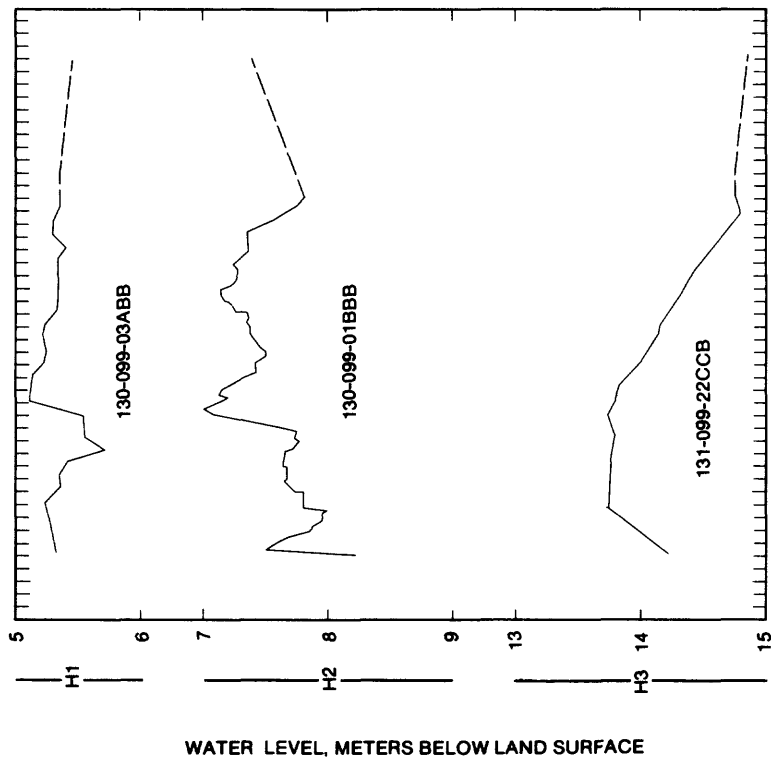 5
6
7
8
9
13
14
15
H1
H2
H3
130-099-03ABB
130-099-01BBB
131-099-22CCB
WATER LEVEL, METERS BELOW LAND SURFACE